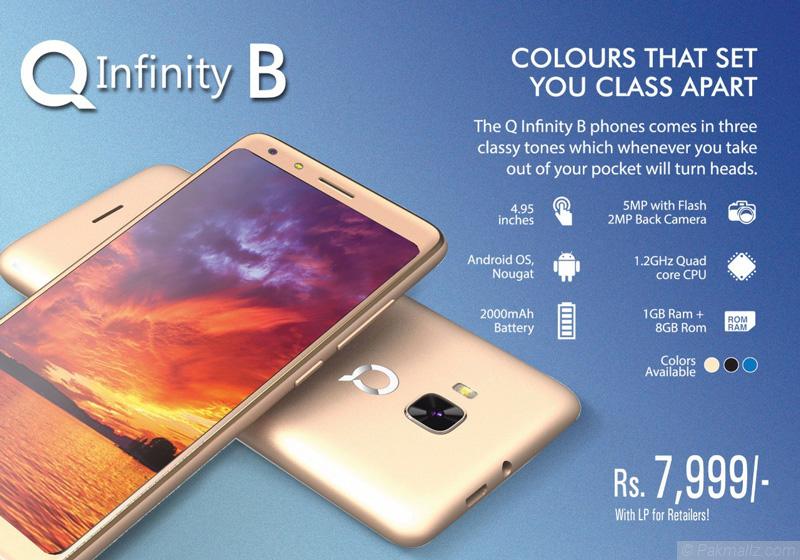 Q Infinity B
COLOURS THAT SET
YOU CLASS APART
The Q Infinity B phones comes in three
classy tones which whenever you take
out of your pocket will turn heads.
4.95
inches
5MP with Flash
2MP Back Camera
Android OS,
Nougat
1.2GHz Quad
core CPU
2000mAh
Battery
1GB Ram +
8GB Rom
ROM
RAM
Colors
Available
Rs. 7,999/-
With LP for Retailers!
© Pakmallz.com